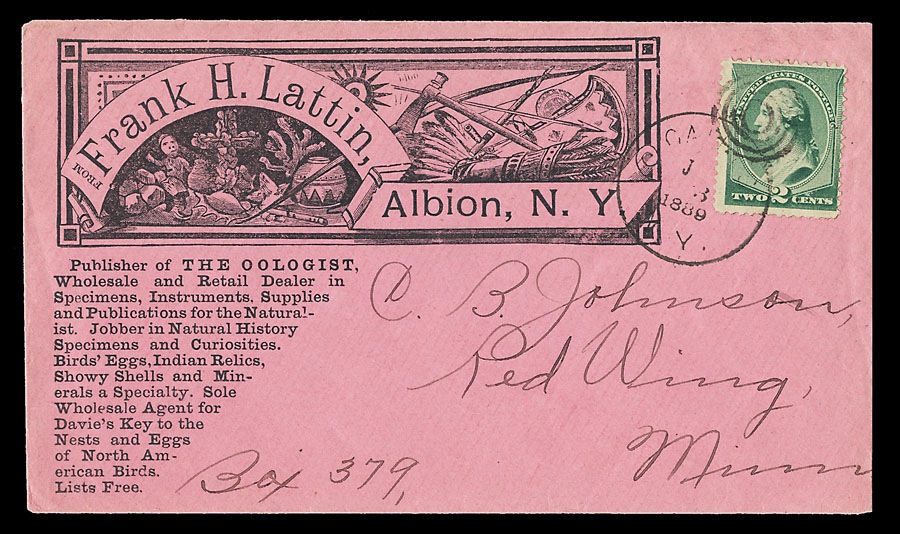 FROM
Frank H. Lattin,
Albion, N. Y.
UNITED STATES POSTAGE
TWO 2 CENTS
J
1889
Y.
Publisher of THE OOLOGIST,
Wholesale and Retail Dealer in
Specimens, Instruments. Supplies
and Publications for the Natural-
ist. Jobber in Natural History
Specimens and Curiosities.
Birds' Eggs, Indian Relics,
Showy Shells and Min-
erals a Specialty. Sole
Wholesale Agent for
Davie's Key to the
Nests and Eggs
of North Am-
erican Birds.
Lists Free.
C. B. Johnson,
Red Wing,
Minn
Box 379,